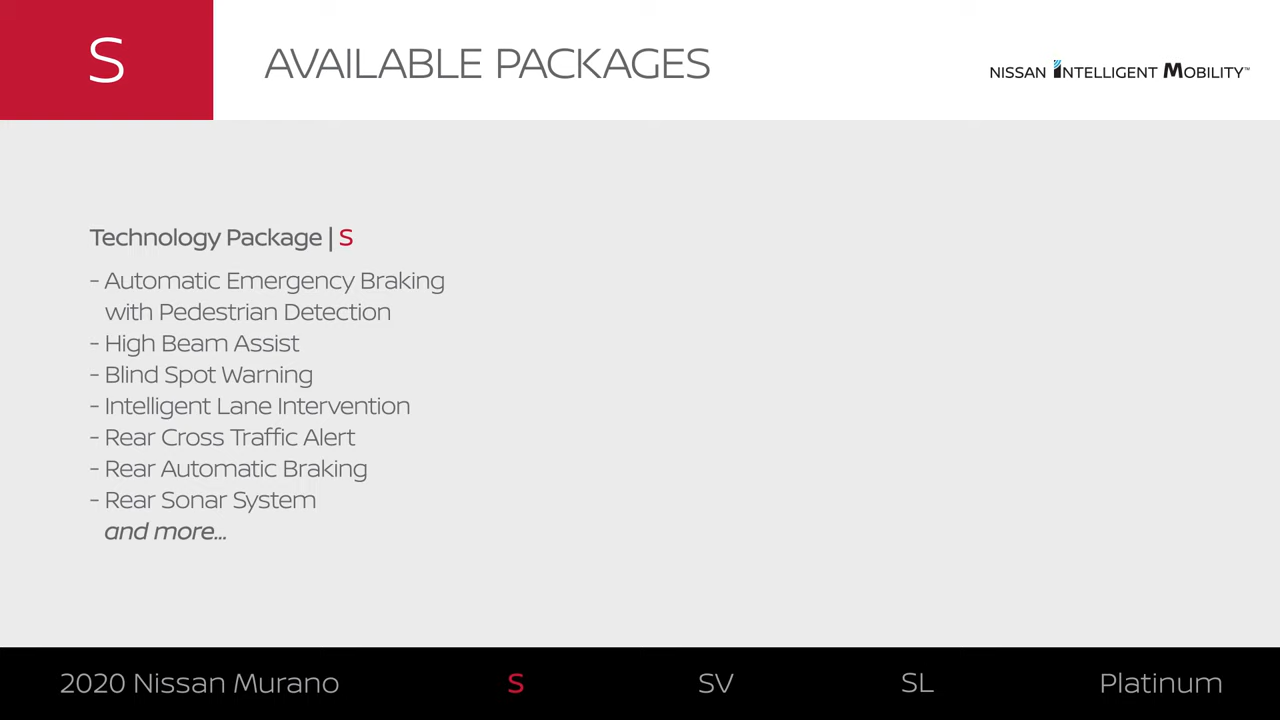 S
AVAILABLE PACKAGES
NISSAN INTELLIGENT MOBILITY™
Technology Package | S
- Automatic Emergency Braking
with Pedestrian Detection
- High Beam Assist
- Blind Spot Warning
- Intelligent Lane Intervention
- Rear Cross Traffic Alert
- Rear Automatic Braking
- Rear Sonar System
and more...
2020 Nissan Murano
S
SV
SL
Platinum